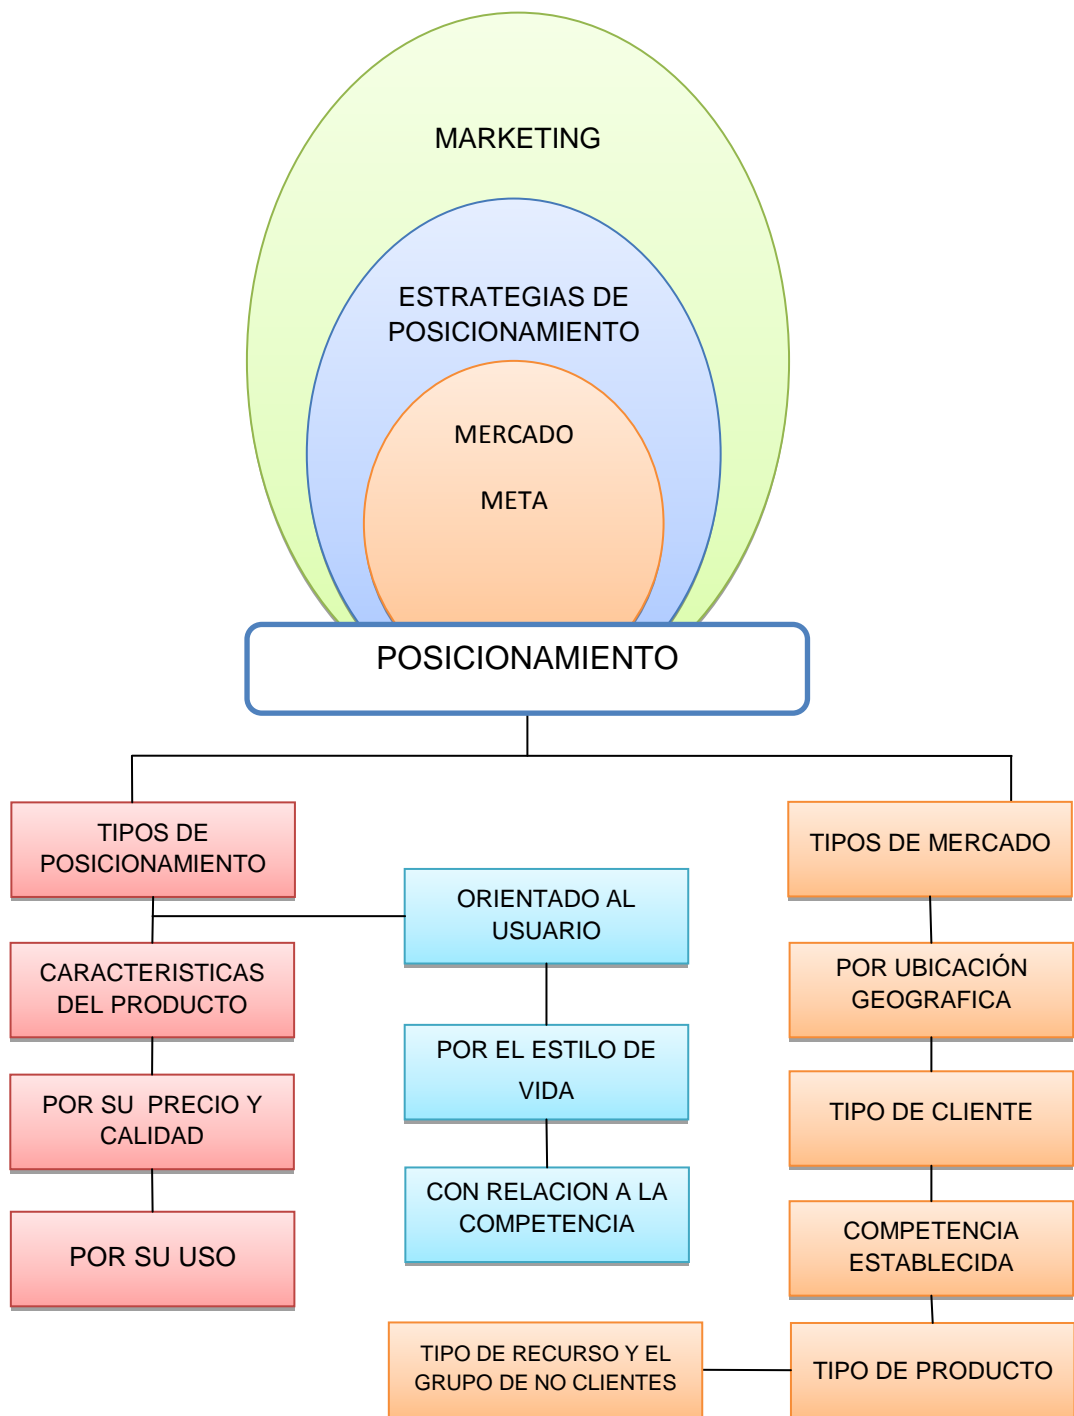 MARKETING
ESTRATEGIAS DE
POSICIONAMIENTO
MERCADO
META
POSICIONAMIENTO
TIPOS DE
POSICIONAMIENTO
CARACTERISTICAS
DEL PRODUCTO
POR SU PRECIO Y
CALIDAD
POR SU USO
ORIENTADO AL
USUARIO
POR EL ESTILO DE
VIDA
CON RELACION A LA
COMPETENCIA
TIPOS DE MERCADO
POR UBICACIÓN
GEOGRAFICA
TIPO DE CLIENTE
COMPETENCIA
ESTABLECIDA
TIPO DE PRODUCTO
TIPO DE RECURSO Y EL
GRUPO DE NO CLIENTES